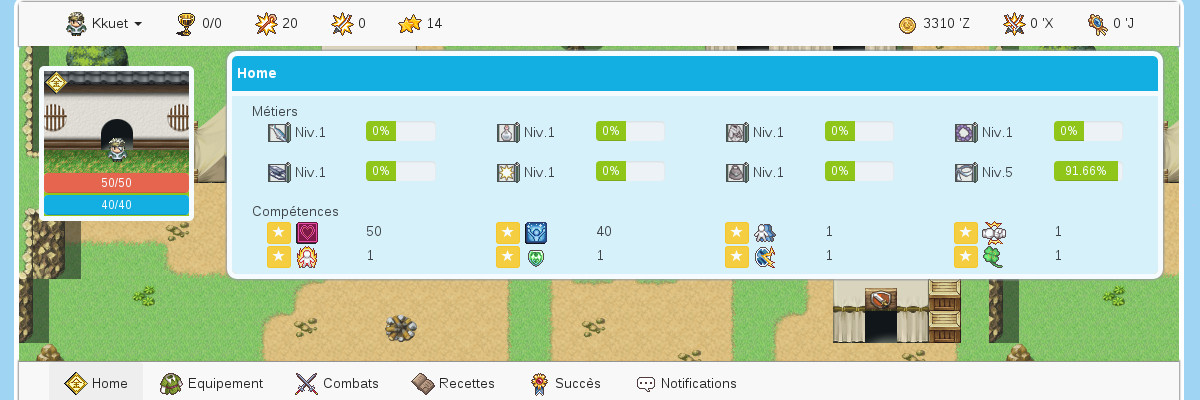 Kkuet 0/0 20 0 14 3310 'Z 0 'X 0 'J
Home
Métiers
Niv.1 0% Niv.1 0% Niv.1 0% Niv.1 0%
Niv.1 0% Niv.1 0% Niv.1 0% Niv.5 91.66%
50/50
40/40
Compétences
50 40 1 1
1 1 1 1
Home Equipement Combats Recettes Succès Notifications